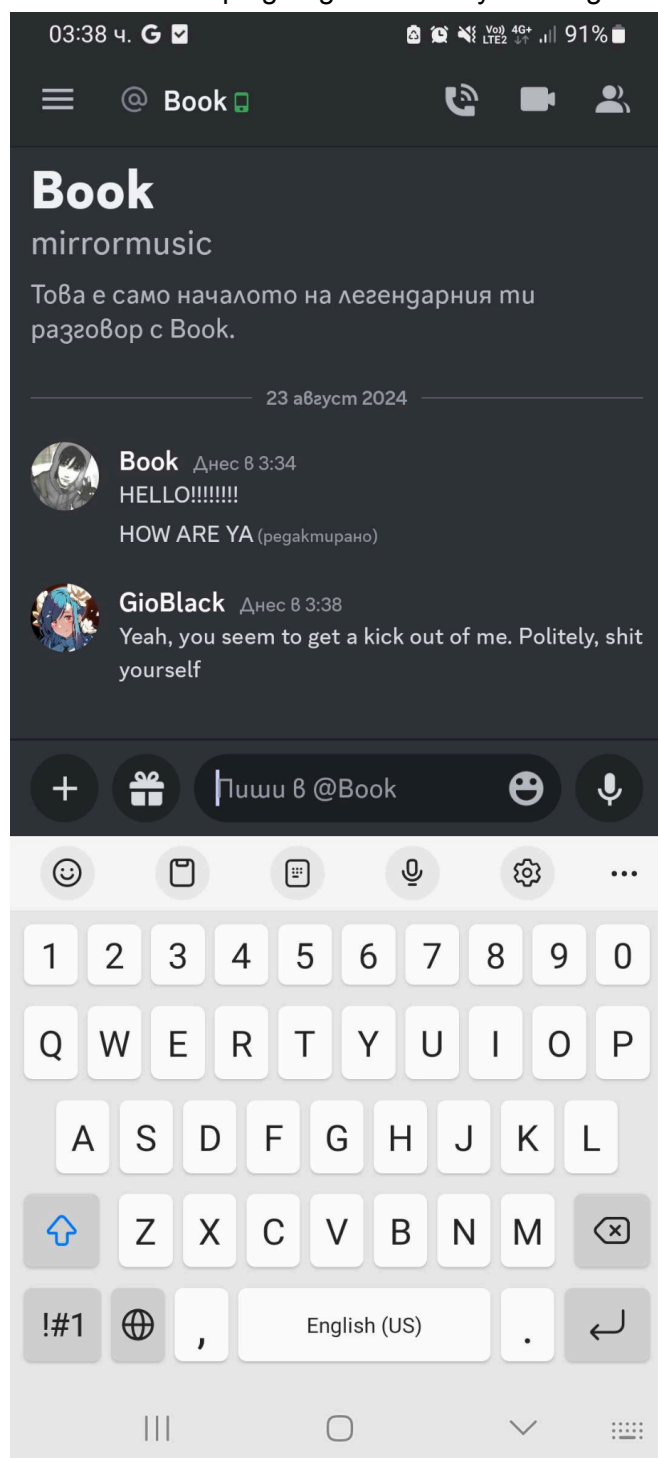 03:38 ч. G 91%
@ Book
Book
mirrormusic
Това е само началото на легендарния ти
разговор с Book.
23 август 2024
Book Днес в 3:34
HELLO!!!!!!!!
HOW ARE YA (редактирано)
GioBlack Днес в 3:38
Yeah, you seem to get a kick out of me. Politely, shit
yourself
Пиши в @Book
1 2 3 4 5 6 7 8 9 0
Q W E R T Y U I O P
A S D F G H J K L
Z X C V B N M
!#1 , English (US) .